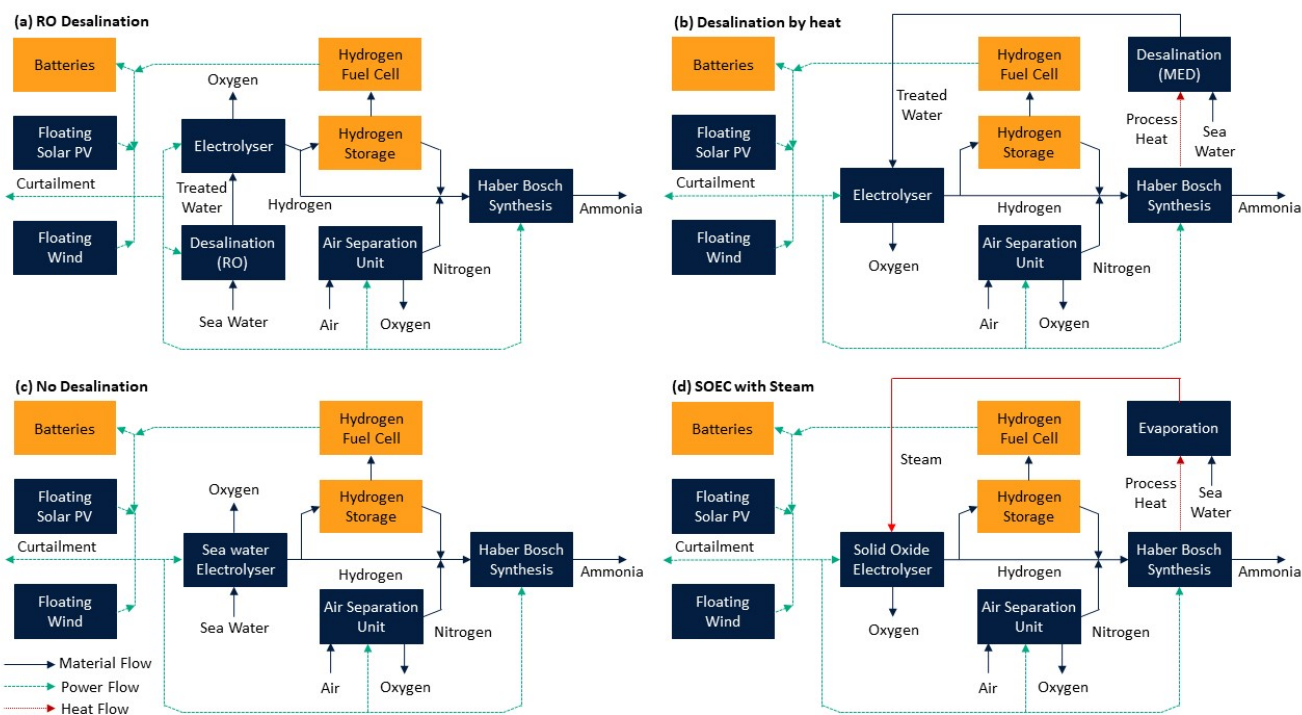 (a) RO Desalination
Batteries
Oxygen
Hydrogen
Fuel Cell
Floating
Solar PV
Electrolyser
Hydrogen
Storage
Curtailment
Treated
Water
Hydrogen
Haber Bosch
Synthesis
Ammonia
Floating
Wind
Desalination
(RO)
Air Separation
Unit
Nitrogen
Sea Water
Air
Oxygen
(b) Desalination by heat
Batteries
Hydrogen
Fuel Cell
Desalination
(MED)
Treated
Water
Floating
Solar PV
Hydrogen
Storage
Process
Heat
Sea
Water
Curtailment
Electrolyser
Hydrogen
Haber Bosch
Synthesis
Ammonia
Floating
Wind
Oxygen
Air Separation
Unit
Nitrogen
Air
Oxygen
(c) No Desalination
Batteries
Hydrogen
Fuel Cell
Floating
Solar PV
Oxygen
Hydrogen
Storage
Curtailment
Sea water
Electrolyser
Hydrogen
Haber Bosch
Synthesis
Ammonia
Floating
Wind
Sea Water
Air Separation
Unit
Nitrogen
Air
Oxygen
Material Flow
Power Flow
Heat Flow
(d) SOEC with Steam
Batteries
Hydrogen
Fuel Cell
Evaporation
Steam
Floating
Solar PV
Hydrogen
Storage
Process
Heat
Sea
Water
Curtailment
Solid Oxide
Electrolyser
Hydrogen
Haber Bosch
Synthesis
Ammonia
Floating
Wind
Oxygen
Air Separation
Unit
Nitrogen
Air
Oxygen